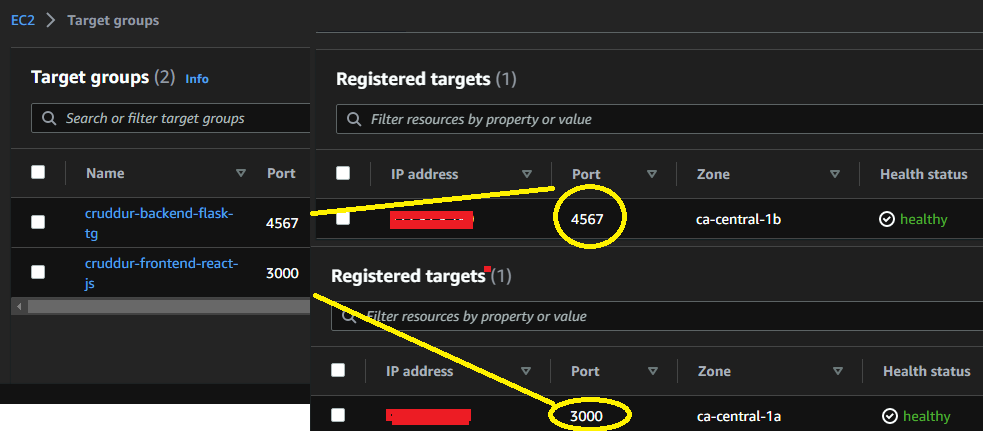 EC2 > Target groups
Target groups (2) Info
Search or filter target groups
Name Port
cruddur-backend-flask-
tg
4567
cruddur-frontend-react-
js
3000
Registered targets (1)
Filter resources by property or value
IP address Port Zone Health status
4567 ca-central-1b healthy
Registered targets (1)
Filter resources by property or value
IP address Port Zone Health status
3000 ca-central-1a healthy